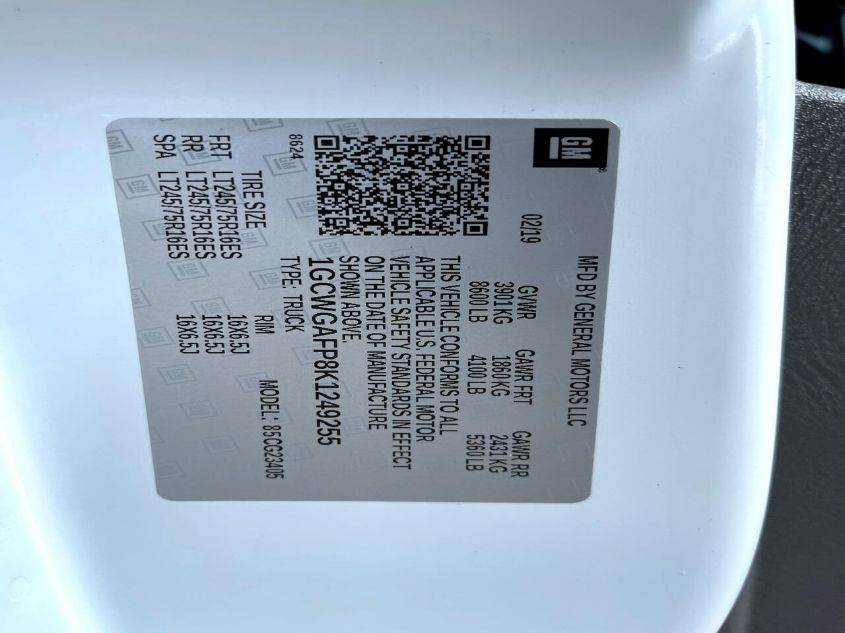 GM
MFD BY GENERAL MOTORS LLC
02/19
GVWR GAWR FRT GAWR RR
3901 KG 1860 KG 2431 KG
8600 LB 4100 LB 5360 LB
THIS VEHICLE CONFORMS TO ALL
APPLICABLE U.S. FEDERAL MOTOR
VEHICLE SAFETY STANDARDS IN EFFECT
ON THE DATE OF MANUFACTURE
SHOWN ABOVE.
1GCWGAFP8K1249255
8624
TYPE: TRUCK
MODEL: 85CG23405
TIRE SIZE RIM
FRT LT245/75R16ES 16X6.5J
RR LT245/75R16ES 16X6.5J
SPA LT245/75R16ES 16X6.5J